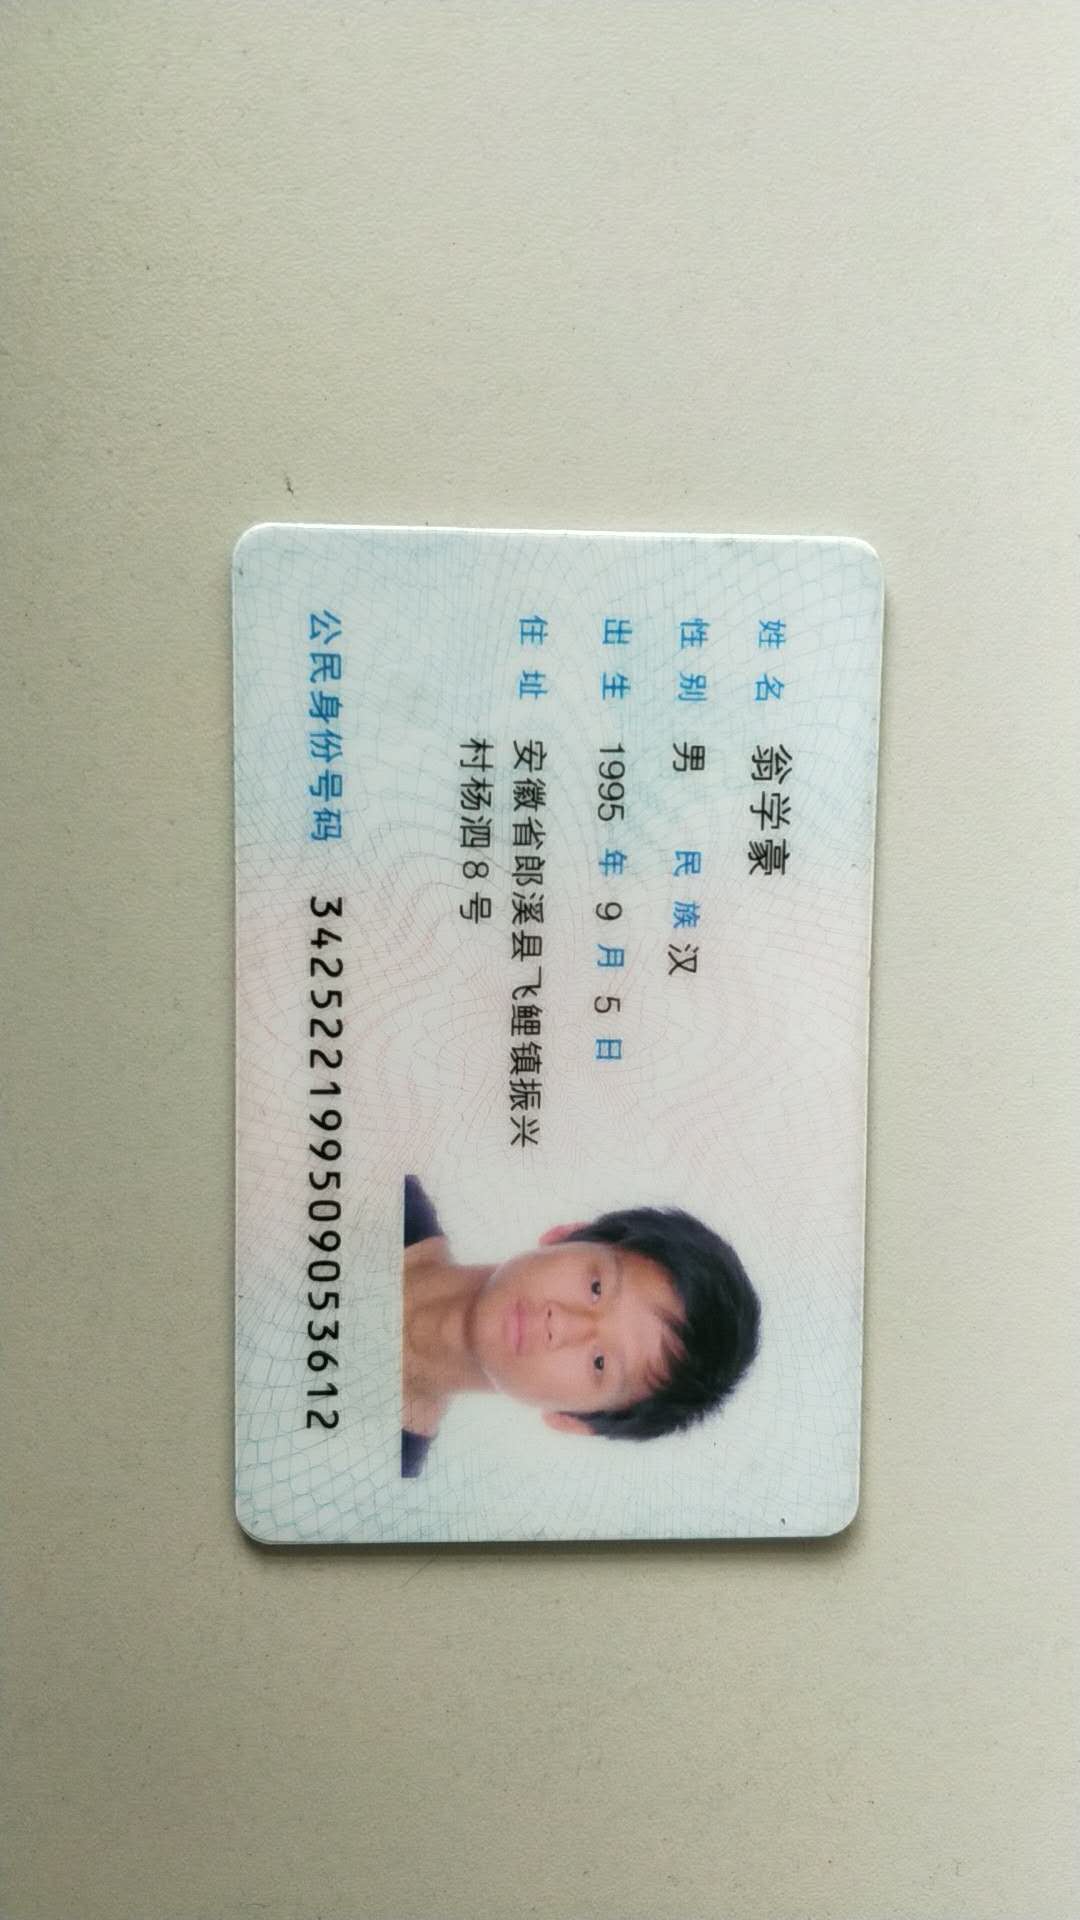 姓名 翁学豪
性别 男 民族 汉
出生 1995 年 9 月 5 日
住址 安徽省郎溪县飞鲤镇振兴
村杨泗8号
公民身份号码 342522199509053612